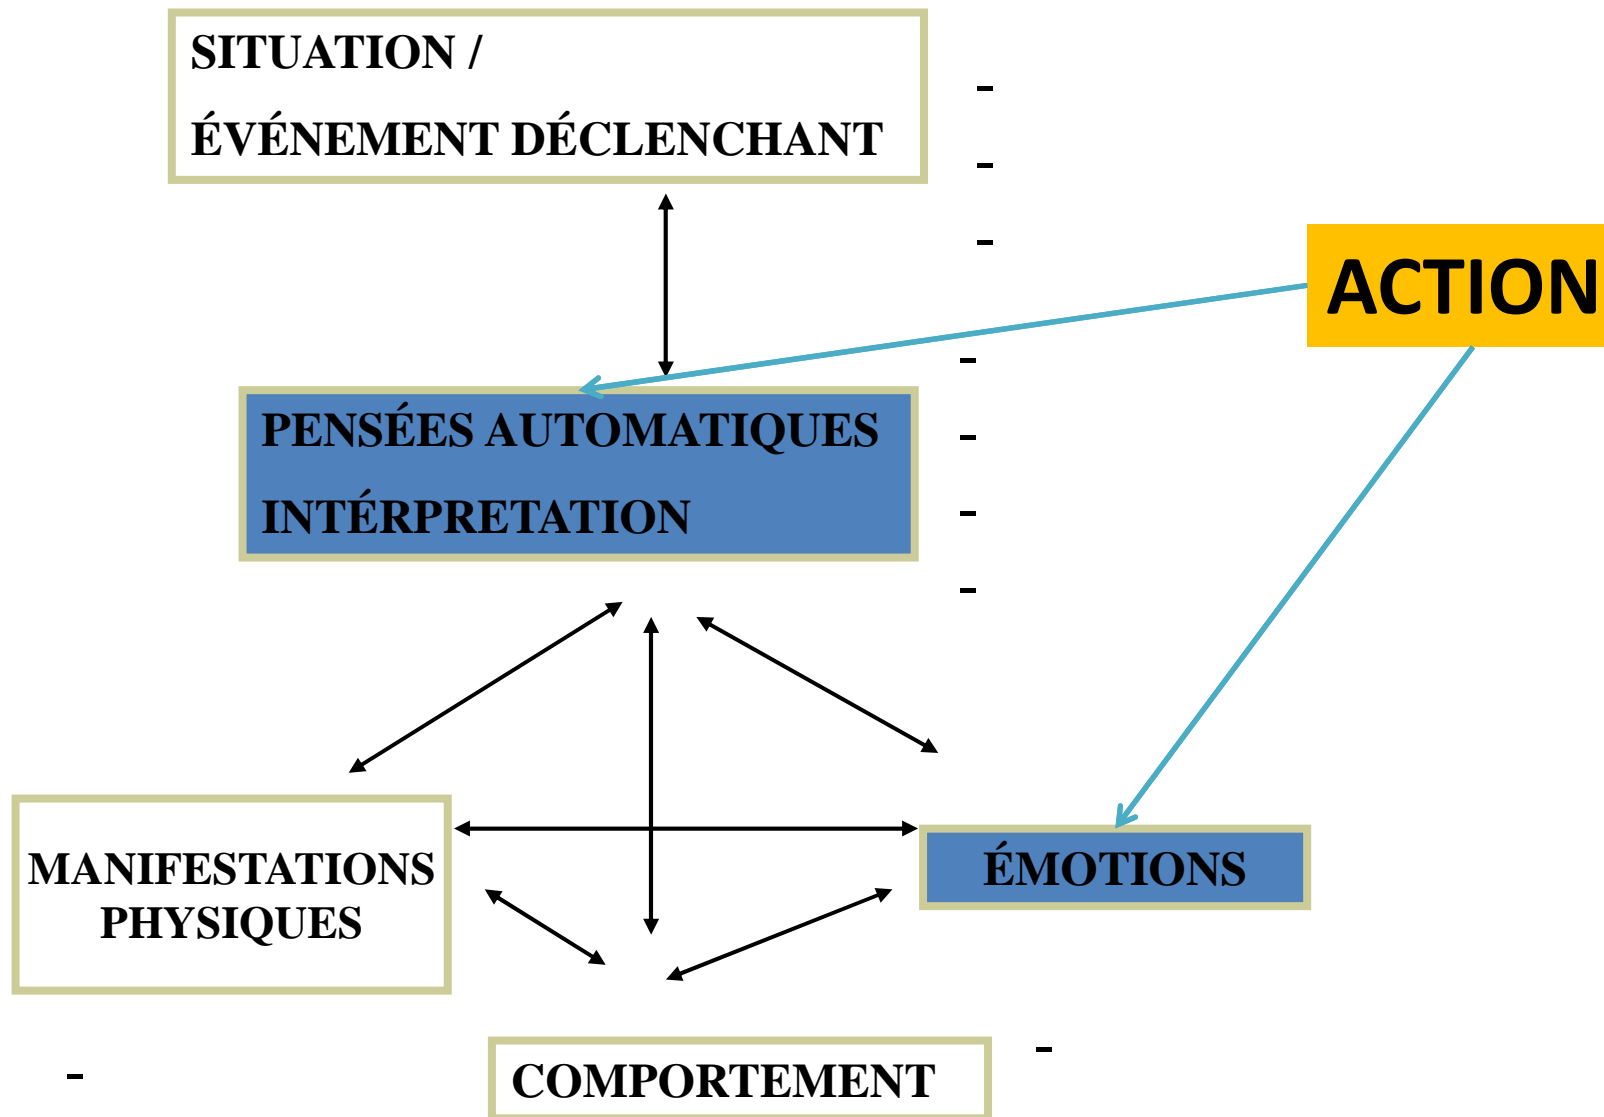 SITUATION /
ÉVÉNEMENT DÉCLENCHANT
-
-
-
ACTION
PENSÉES AUTOMATIQUES
INTÉRPRETATION
-
-
-
-
MANIFESTATIONS
PHYSIQUES
ÉMOTIONS
-
COMPORTEMENT
-